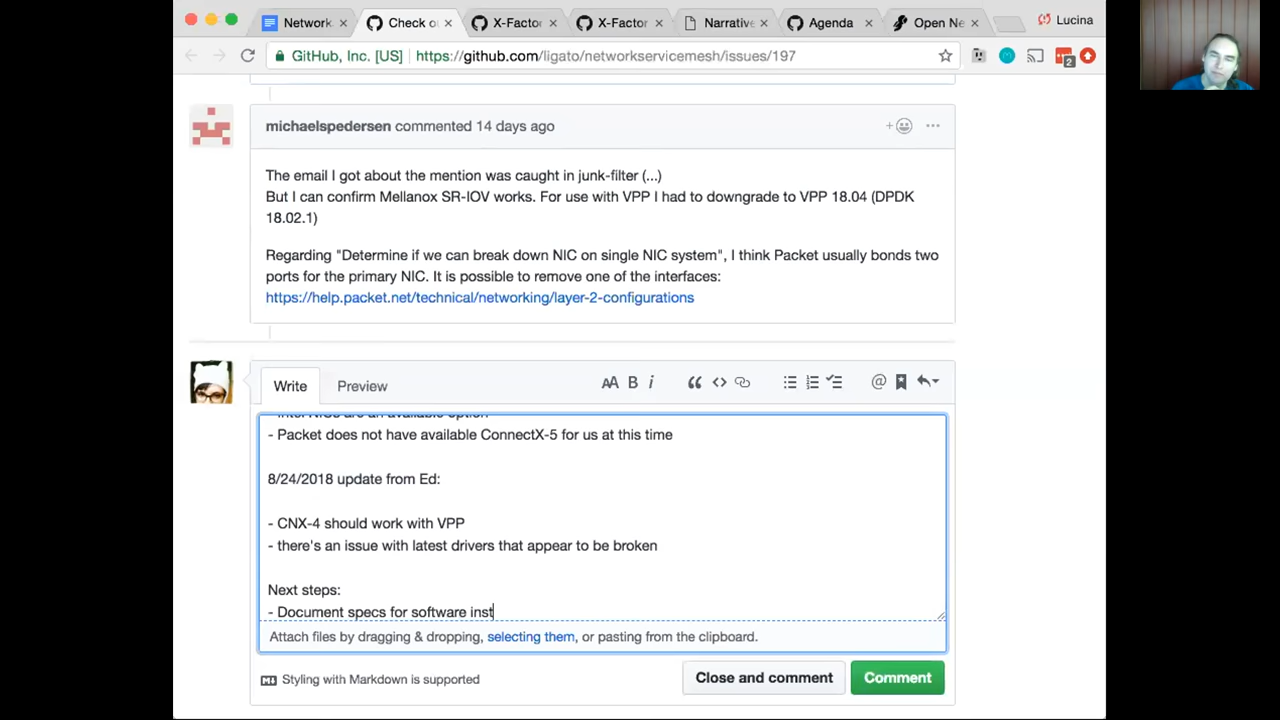 Network
Check o
X-Factor
X-Factor
Narrative
Agenda
Open Ne
Lucina
GitHub, Inc. [US]
https://github.com/ligato/networkservicemesh/issues/197
2
michaelspedersen commented 14 days ago
The email I got about the mention was caught in junk-filter (...)
But I can confirm Mellanox SR-IOV works. For use with VPP I had to downgrade to VPP 18.04 (DPDK
18.02.1)
Regarding "Determine if we can break down NIC on single NIC system", I think Packet usually bonds two
ports for the primary NIC. It is possible to remove one of the interfaces:
https://help.packet.net/technical/networking/layer-2-configurations
Write
Preview
AA B i
- Intel NICs are an available option
- Packet does not have available ConnectX-5 for us at this time
8/24/2018 update from Ed:
- CNX-4 should work with VPP
- there's an issue with latest drivers that appear to be broken
Next steps:
- Document specs for software inst
Attach files by dragging & dropping, selecting them, or pasting from the clipboard.
Styling with Markdown is supported
Close and comment
Comment